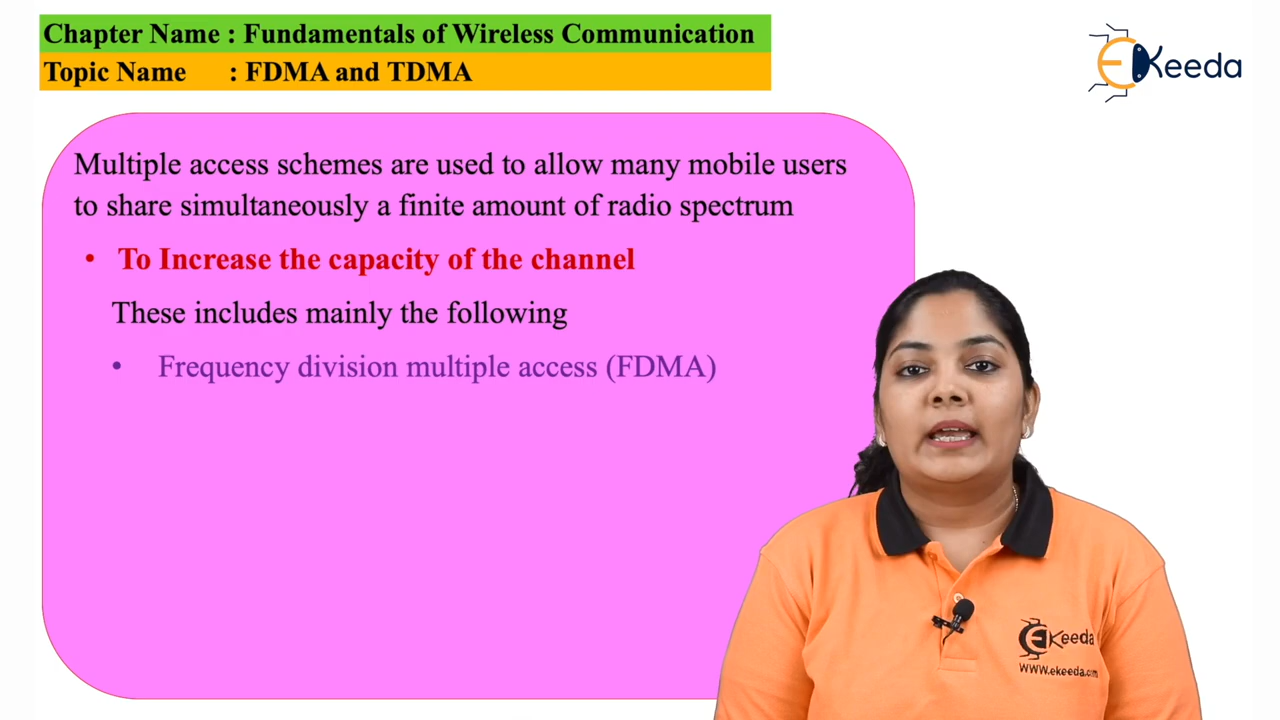 Chapter Name : Fundamentals of Wireless Communication
Topic Name : FDMA and TDMA
EKeeda
Multiple access schemes are used to allow many mobile users
to share simultaneously a finite amount of radio spectrum
• To Increase the capacity of the channel
These includes mainly the following
• Frequency division multiple access (FDMA)
EKeeda
www.ekeeda.com